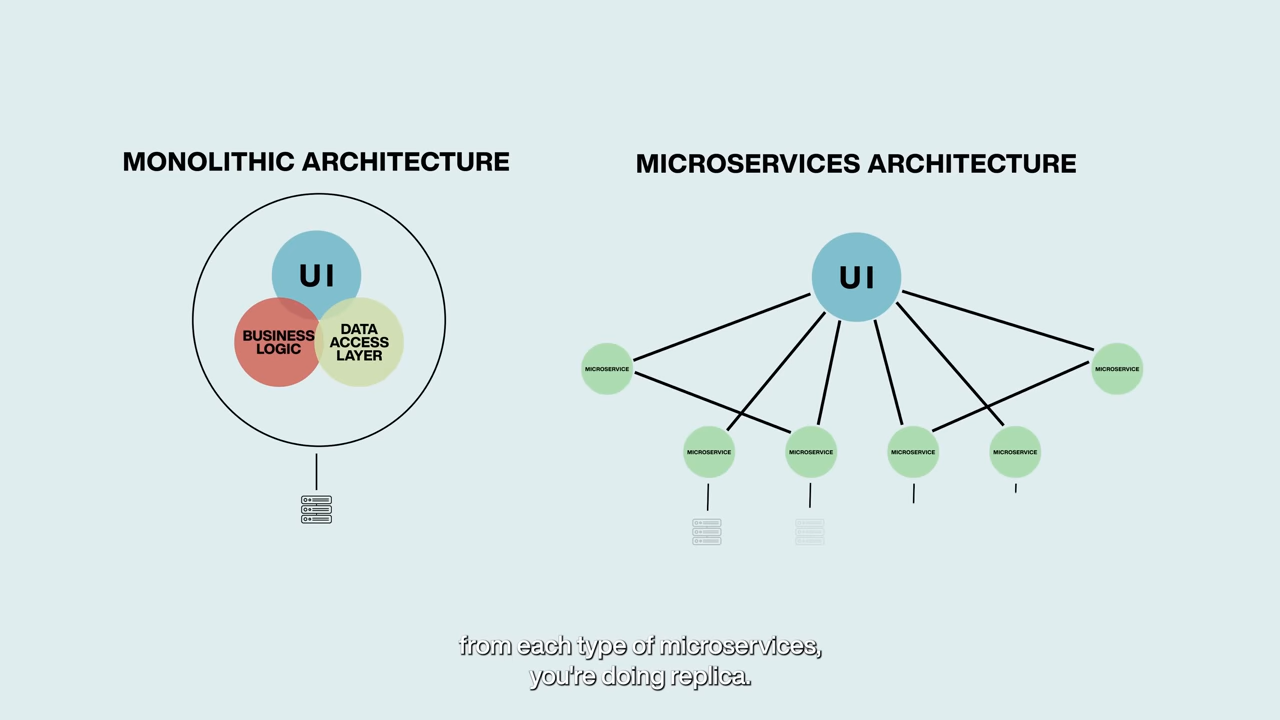 MONOLITHIC ARCHITECTURE
UI
BUSINESS
LOGIC
DATA
ACCESS
LAYER
MICROSERVICES ARCHITECTURE
UI
MICROSERVICE
MICROSERVICE
MICROSERVICE
MICROSERVICE
MICROSERVICE
MICROSERVICE
from each type of microservices,
you're doing replica.